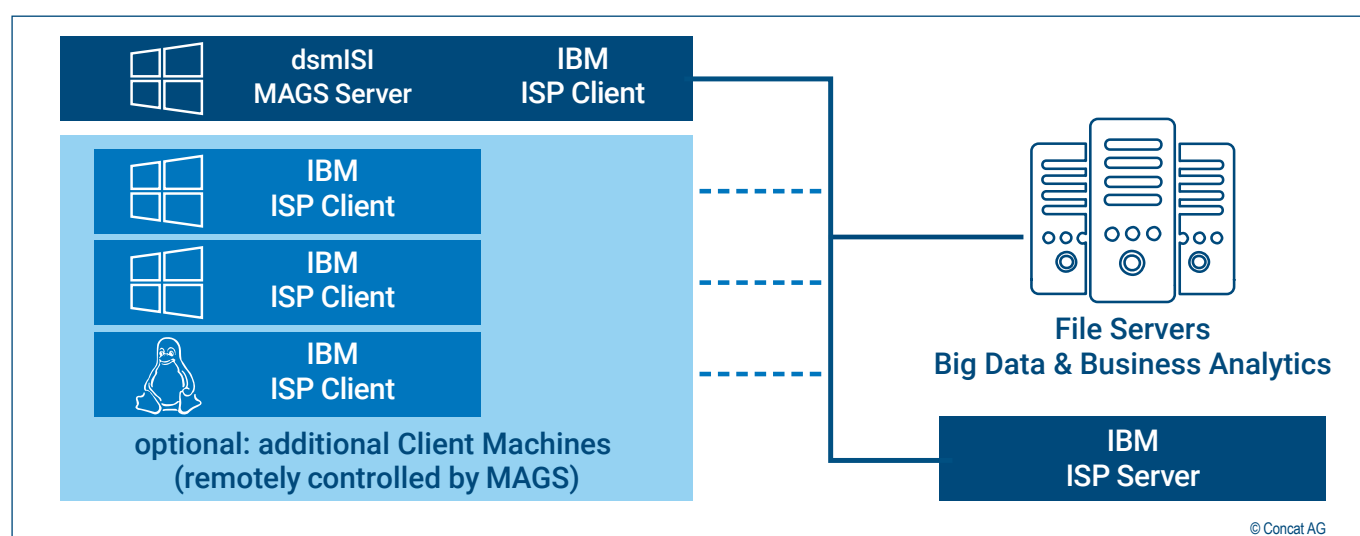 dsmISI
MAGS Server
IBM
ISP Client
IBM
ISP Client
IBM
ISP Client
IBM
ISP Client
optional: additional Client Machines
(remotely controlled by MAGS)
File Servers
Big Data & Business Analytics
IBM
ISP Server
© Concat AG